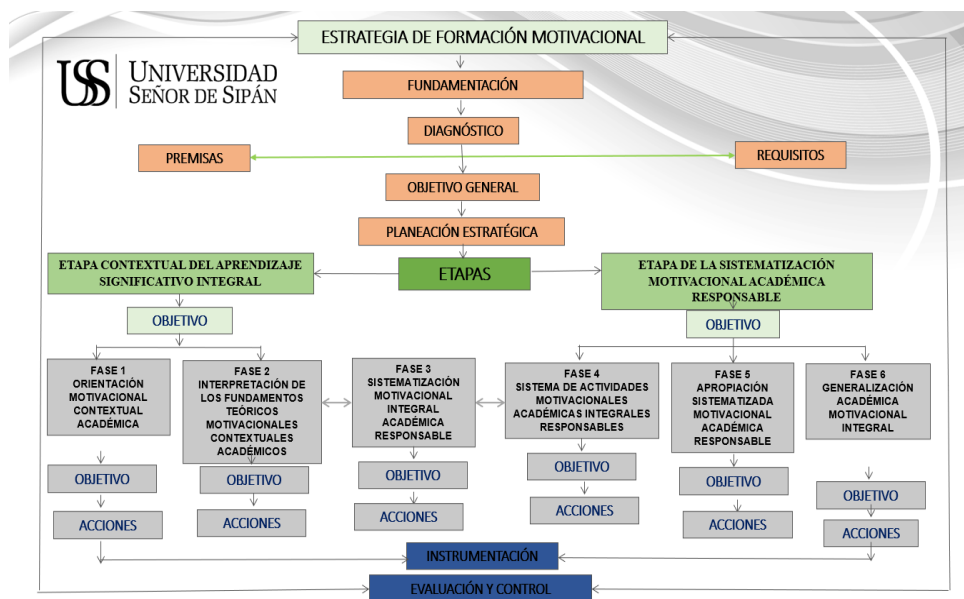 ESTRATEGIA DE FORMACIÓN MOTIVACIONAL
USS
UNIVERSIDAD
SEÑOR DE SIPÁN
FUNDAMENTACIÓN
DIAGNÓSTICO
PREMISAS
REQUISITOS
OBJETIVO GENERAL
PLANEACIÓN ESTRATÉGICA
ETAPA CONTEXTUAL DEL APRENDIZAJE
SIGNIFICATIVO INTEGRAL
ETAPAS
ETAPA DE LA SISTEMATIZACIÓN
MOTIVACIONAL ACADÉMICA
RESPONSABLE
OBJETIVO
OBJETIVO
FASE 1
ORIENTACIÓN
MOTIVACIONAL
CONTEXTUAL
ACADÉMICA
FASE 2
INTERPRETACIÓN DE
LOS FUNDAMENTOS
TEÓRICOS
MOTIVACIONALES
CONTEXTUALES
ACADÉMICOS
FASE 3
SISTEMATIZACIÓN
MOTIVACIONAL
INTEGRAL
ACADÉMICA
RESPONSABLE
FASE 4
SISTEMA DE ACTIVIDADES
MOTIVACIONALES
ACADÉMICAS INTEGRALES
RESPONSABLES
FASE 5
APROPIACIÓN
SISTEMATIZADA
MOTIVACIONAL
ACADÉMICA
RESPONSABLE
FASE 6
GENERALIZACIÓN
ACADÉMICA
MOTIVACIONAL
INTEGRAL
OBJETIVO
OBJETIVO
OBJETIVO
OBJETIVO
OBJETIVO
OBJETIVO
ACCIONES
ACCIONES
ACCIONES
ACCIONES
ACCIONES
ACCIONES
INSTRUMENTACIÓN
EVALUACIÓN Y CONTROL